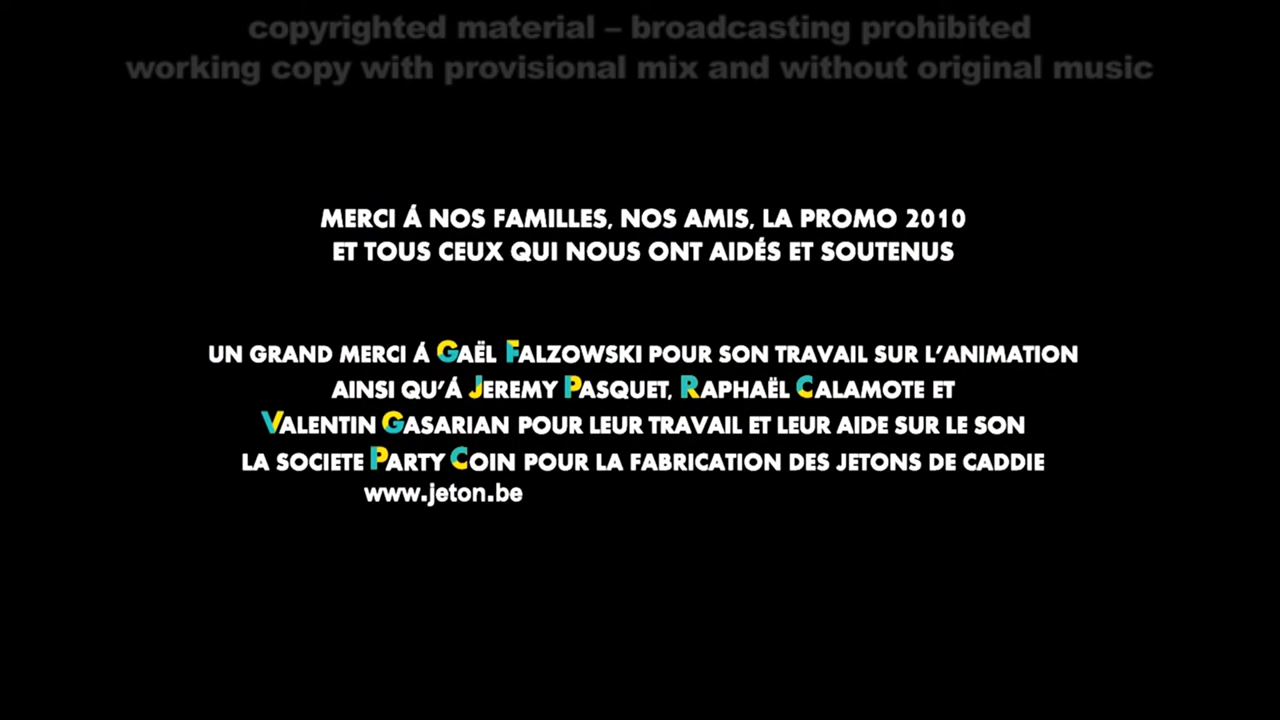 copyrighted material – broadcasting prohibited
working copy with provisional mix and without original music
MERCI Á NOS FAMILLES, NOS AMIS, LA PROMO 2010
ET TOUS CEUX QUI NOUS ONT AIDÉS ET SOUTENUS
UN GRAND MERCI Á GAËL FALZOWSKI POUR SON TRAVAIL SUR L'ANIMATION
AINSI QU'Á JEREMY PASQUET, RAPHAËL CALAMOTE ET
VALENTIN GASARIAN POUR LEUR TRAVAIL ET LEUR AIDE SUR LE SON
LA SOCIETE PARTY COIN POUR LA FABRICATION DES JETONS DE CADDIE
www.jeton.be